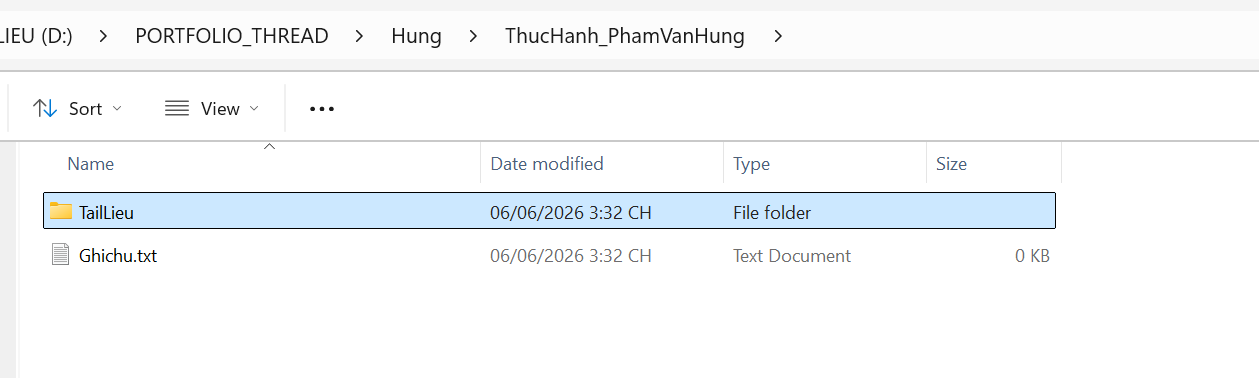 LIEU (D:) > PORTFOLIO_THREAD > Hung > ThucHanh_PhamVanHung >
Sort View ...
Name Date modified Type Size
TailLieu 06/06/2026 3:32 CH File folder
Ghichu.txt 06/06/2026 3:32 CH Text Document 0 KB